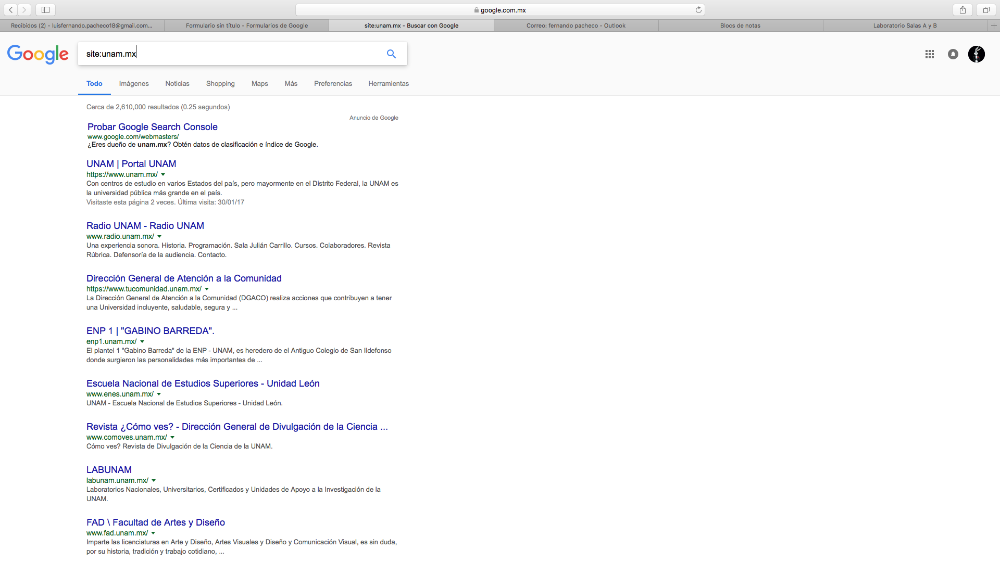 google.com.mx
Recibidos (2) - luisfernando.pacheco18@gmail.com...
Formulario sin título - Formularios de Google
site:unam.mx - Buscar con Google
Correo: fernando pacheco - Outlook
Blocs de notas
Laboratorio Salas A y B
Google
site:unam.mx
Todo
Imágenes
Noticias
Shopping
Maps
Más
Preferencias
Herramientas
Cerca de 2,610,000 resultados (0.25 segundos)
Anuncio de Google
Probar Google Search Console
www.google.com/webmasters/
¿Eres dueño de unam.mx? Obtén datos de clasificación e índice de Google.
UNAM | Portal UNAM
https://www.unam.mx/
Con centros de estudio en varios Estados del país, pero mayormente en el Distrito Federal, la UNAM es
la universidad pública más grande en el país.
Visitaste esta página 2 veces. Última visita: 30/01/17
Radio UNAM - Radio UNAM
www.radio.unam.mx/
Una experiencia sonora. Historia. Programación. Sala Julián Carrillo. Cursos. Colaboradores. Revista
Rúbrica. Defensoría de la audiencia. Contacto.
Dirección General de Atención a la Comunidad
https://www.tucomunidad.unam.mx/
La Dirección General de Atención a la Comunidad (DGACO) realiza acciones que contribuyen a tener
una Universidad incluyente, saludable, segura y ...
ENP 1 | "GABINO BARREDA".
enp1.unam.mx/
El plantel 1 "Gabino Barreda" de la ENP - UNAM, es heredero de el Antiguo Colegio de San Ildefonso
donde surgieron las personalidades más importantes de ...
Escuela Nacional de Estudios Superiores - Unidad León
www.enes.unam.mx/
UNAM - Escuela Nacional de Estudios Superiores - Unidad León.
Revista ¿Cómo ves? - Dirección General de Divulgación de la Ciencia ...
www.comoves.unam.mx/
Cómo ves? Revista de Divulgación de la Ciencia de la UNAM.
LABUNAM
labunam.unam.mx/
Laboratorios Nacionales, Universitarios, Certificados y Unidades de Apoyo a la Investigación de la
UNAM.
FAD \ Facultad de Artes y Diseño
www.fad.unam.mx/
Imparte las licenciaturas en Arte y Diseño, Artes Visuales y Diseño y Comunicación Visual, es sin duda,
por su historia, tradición y trabajo cotidiano, ...